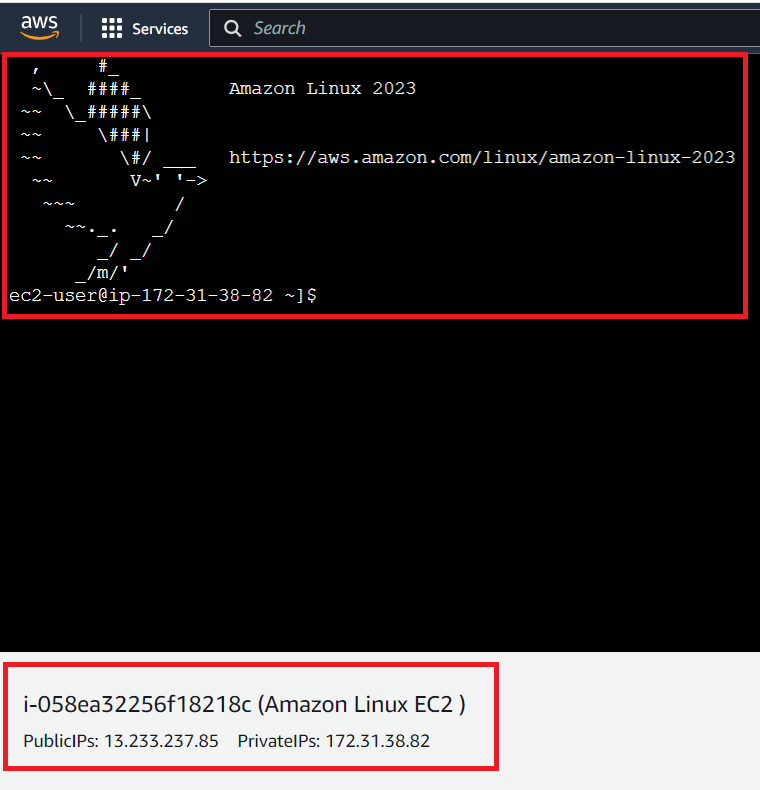 aws Services Search
   ,     #_
  ~\_  ####_        Amazon Linux 2023
 ~~  \_#####\
 ~~     \###|
 ~~       \#/ ___   https://aws.amazon.com/linux/amazon-linux-2023
  ~~       V~' '->
   ~~~         /
     ~~._.   _/
        _/ _/
      _/m/'
ec2-user@ip-172-31-38-82 ~]$
i-058ea32256f18218c (Amazon Linux EC2 )
PublicIPs: 13.233.237.85 PrivateIPs: 172.31.38.82